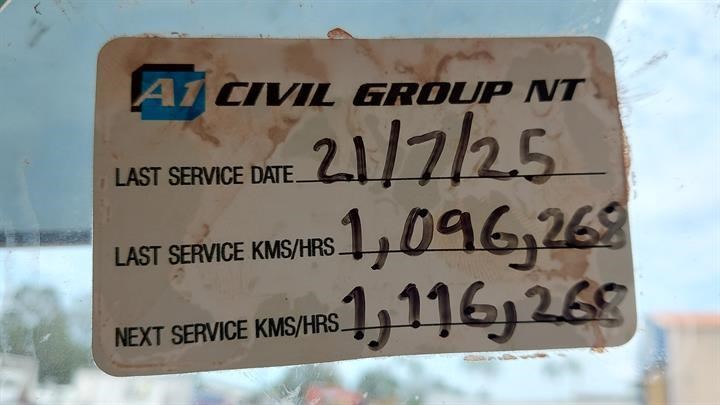 A1 CIVIL GROUP NT
LAST SERVICE DATE 21/7/25
LAST SERVICE KMS/HRS 1,096,268
NEXT SERVICE KMS/HRS 1,116,268